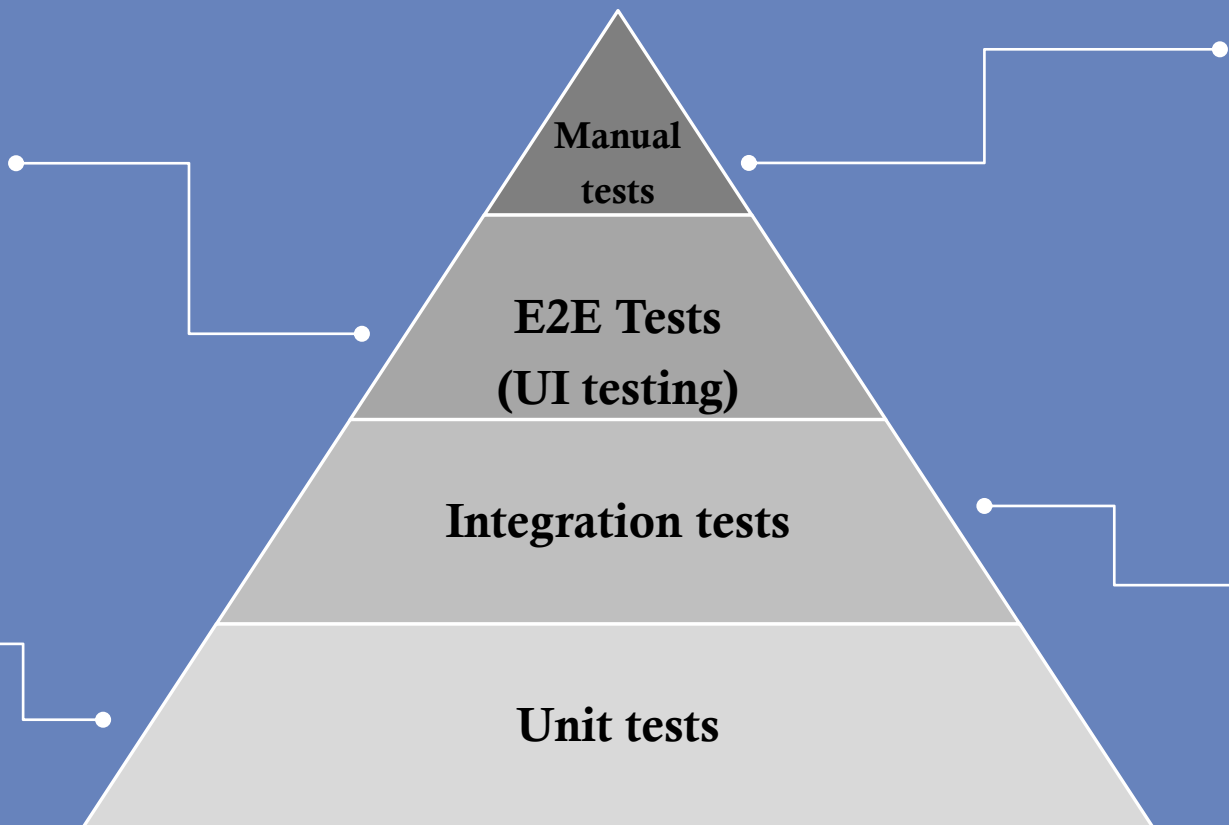 Manual
tests
E2E Tests
(UI testing)
Integration tests
Unit tests